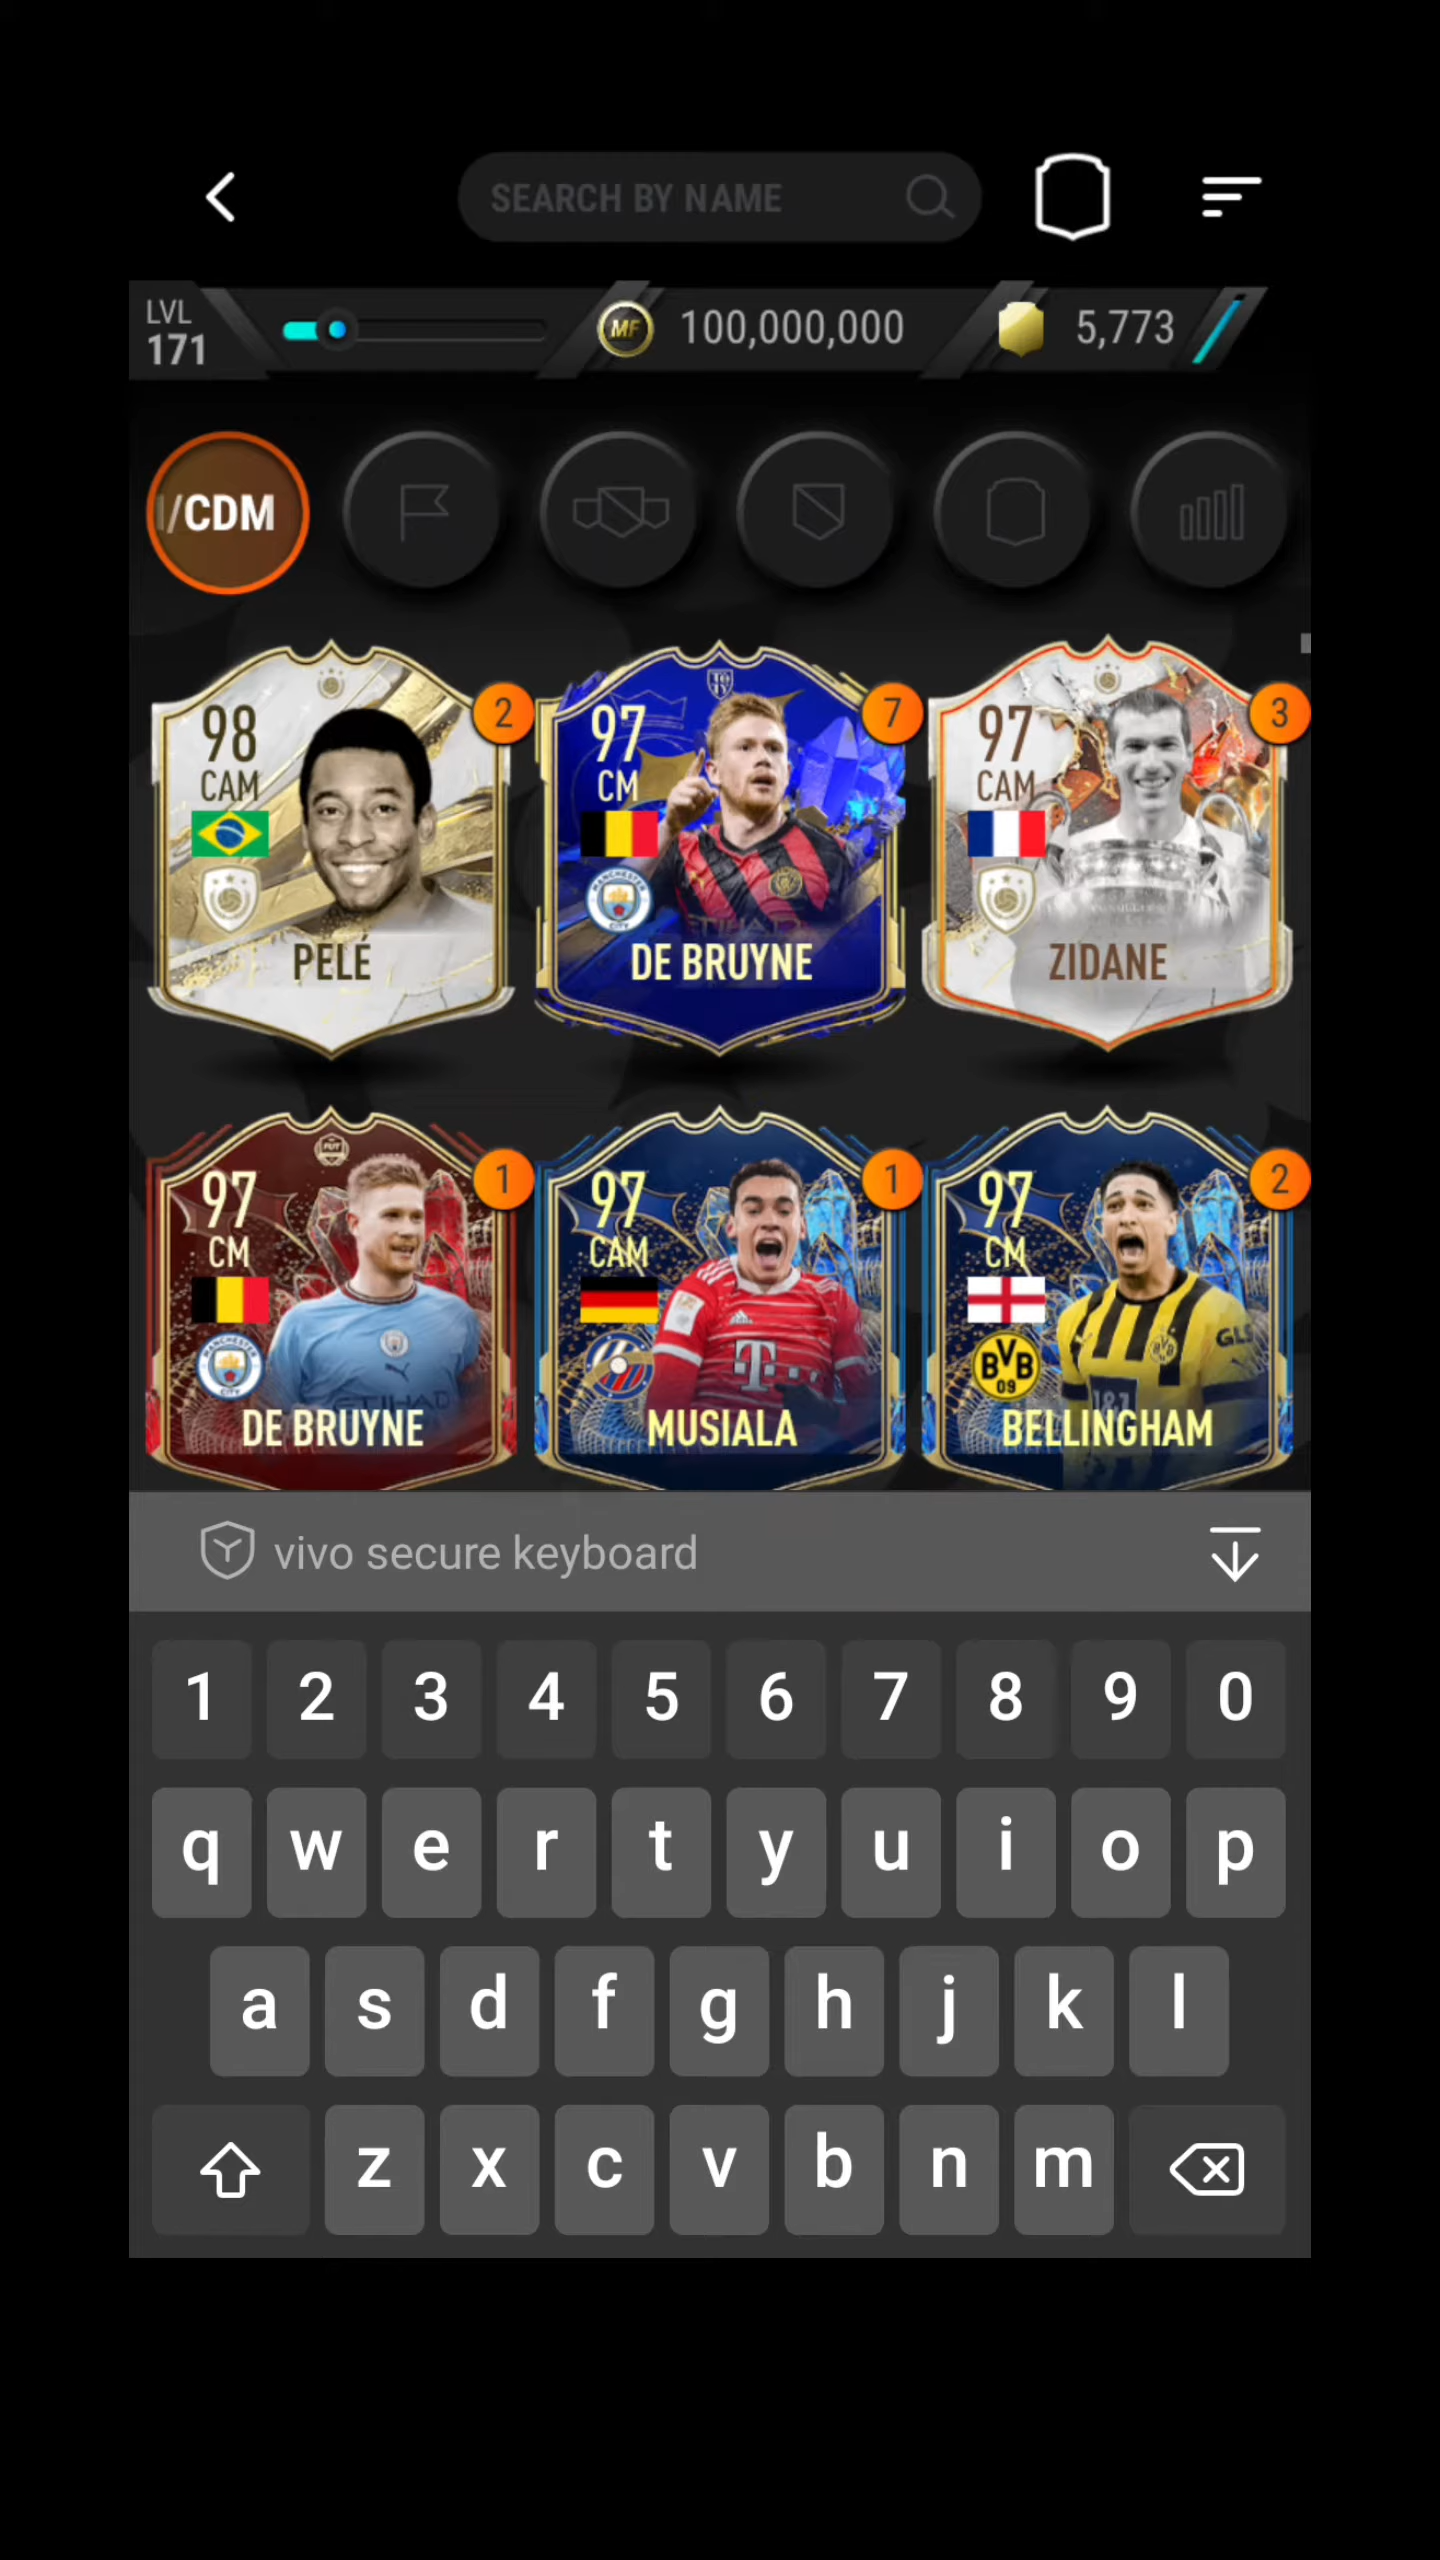 SEARCH BY NAME
LVL
171
MF
100,000,000
5,773
/CDM
98
CAM
PELÉ
2
97
CM
DE BRUYNE
7
97
CAM
ZIDANE
3
97
CM
DE BRUYNE
1
97
CAM
MUSIALA
1
97
CM
BVB
09
BELLINGHAM
2
vivo secure keyboard
1 2 3 4 5 6 7 8 9 0
q w e r t y u i o p
a s d f g h j k l
z x c v b n m